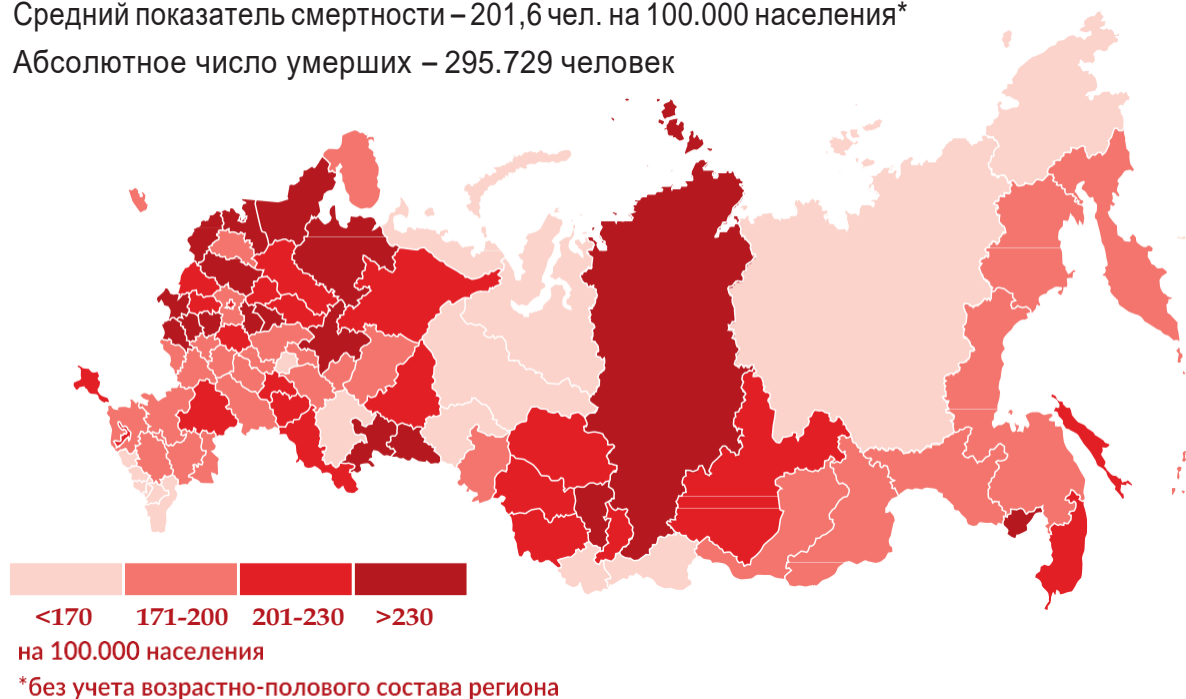 Средний показатель смертности – 201,6 чел. на 100.000 населения*
Абсолютное число умерших – 295.729 человек
<170 171-200 201-230 >230
на 100.000 населения
*без учета возрастно-полового состава региона